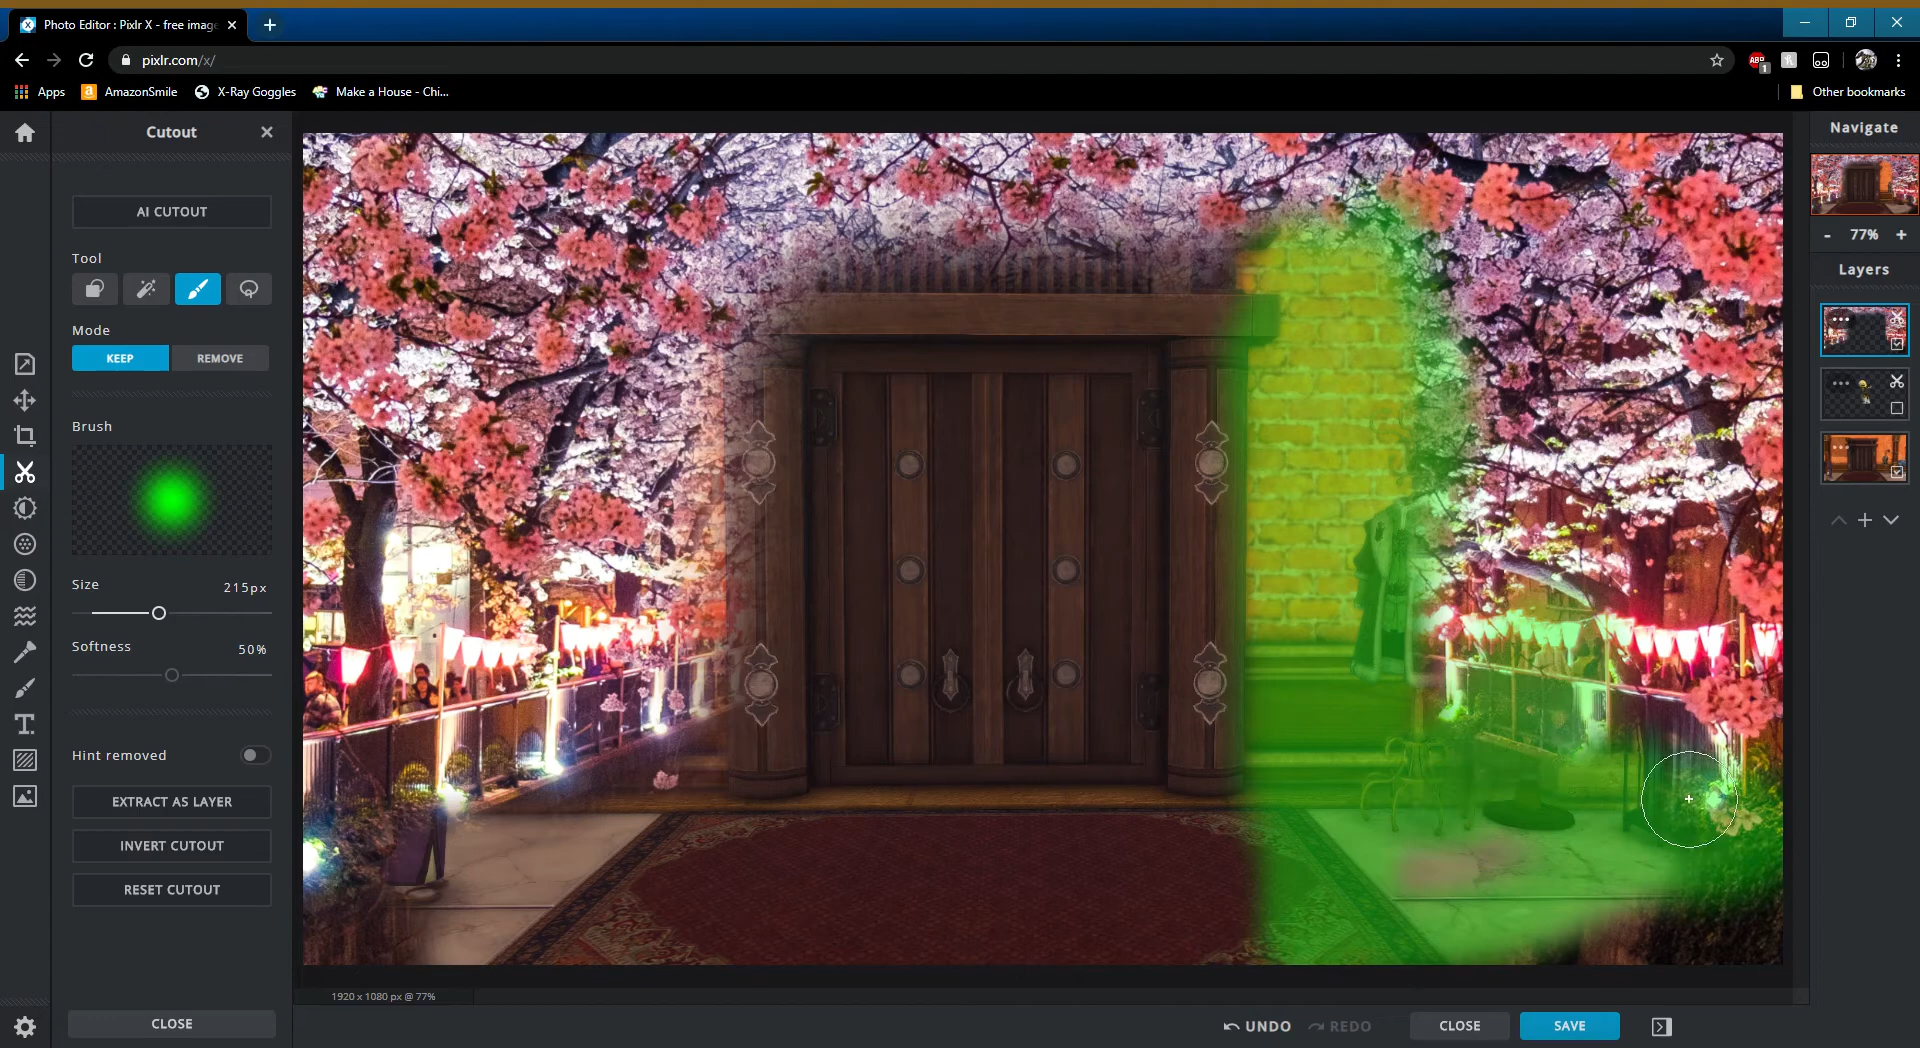 Photo Editor : Pixlr X - free image
pixlr.com/x/
ABP
1
Apps
a
AmazonSmile
X-Ray Goggles
Make a House - Chi...
Other bookmarks
Cutout
Navigate
AI CUTOUT
- 77% +
Tool
Layers
Mode
KEEP
REMOVE
Brush
Size
215px
Softness
50%
Hint removed
EXTRACT AS LAYER
INVERT CUTOUT
RESET CUTOUT
1920 x 1080 px @ 77%
CLOSE
UNDO
REDO
CLOSE
SAVE